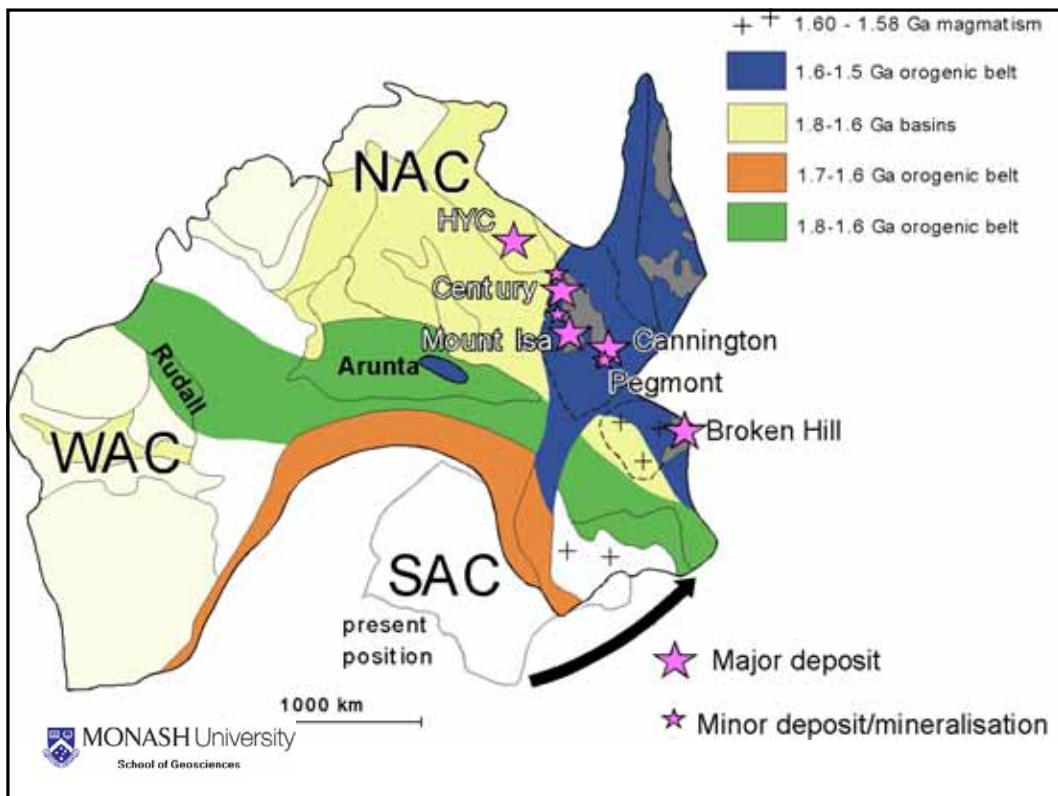 1.60 - 1.58 Ga magmatism
1.6-1.5 Ga orogenic belt
1.8-1.6 Ga basins
1.7-1.6 Ga orogenic belt
1.8-1.6 Ga orogenic belt
NAC
HYC
Century
Mount Isa
Cannington
Pegmont
Arunta
Rudall
Broken Hill
WAC
SAC
present
position
Major deposit
1000 km
Minor deposit/mineralisation
MONASH University
School of Geosciences